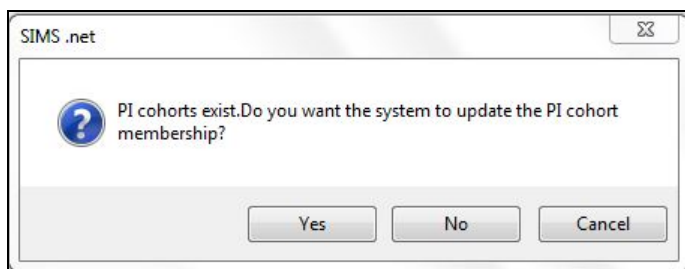 SIMS .net
PI cohorts exist.Do you want the system to update the PI cohort
membership?
Yes
No
Cancel